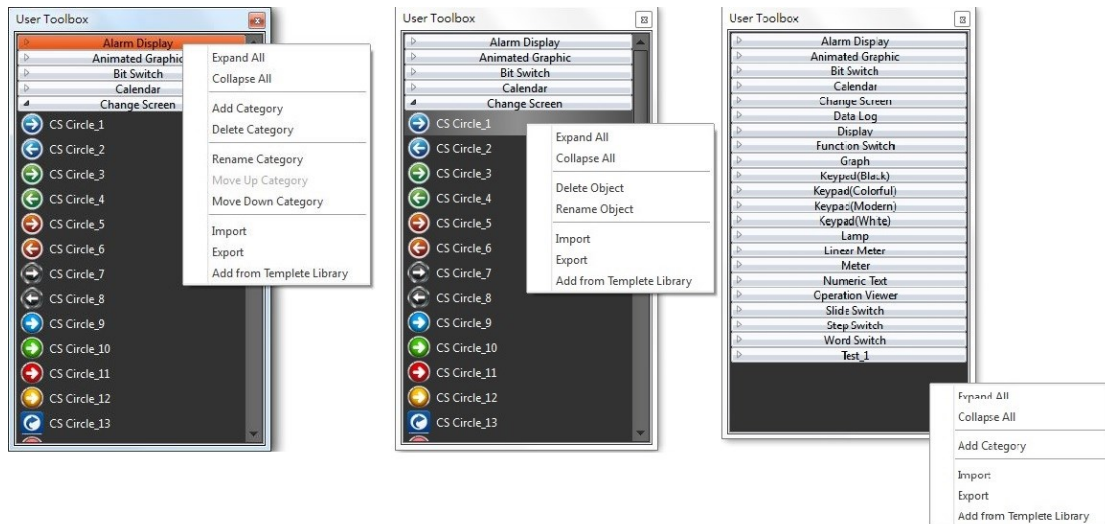 User Toolbox
Alarm Display
Animated Graphic
Bit Switch
Calendar
Change Screen
CS Circle_1
CS Circle_2
CS Circle_3
CS Circle_4
CS Circle_5
CS Circle_6
CS Circle_7
CS Circle_8
CS Circle_9
CS Circle_10
CS Circle_11
CS Circle_12
CS Circle_13
Expand All
Collapse All
Add Category
Delete Category
Rename Category
Move Up Category
Move Down Category
Import
Export
Add from Templete Library
User Toolbox
Alarm Display
Animated Graphic
Bit Switch
Calendar
Change Screen
CS Circle_1
CS Circle_2
CS Circle_3
CS Circle_4
CS Circle_5
CS Circle_6
CS Circle_7
CS Circle_8
CS Circle_9
CS Circle_10
CS Circle_11
CS Circle_12
CS Circle_13
Expand All
Collapse All
Delete Object
Rename Object
Import
Export
Add from Templete Library
User Toolbox
Alarm Display
Animated Graphic
Bit Switch
Calendar
Change Screen
Data Log
Display
Function Switch
Graph
Keypad(Black)
Keypad(Colorful)
Keypad(Modern)
Keypad(White)
Lamp
Linear Meter
Meter
Numeric Text
Operation Viewer
Slide Switch
Step Switch
Word Switch
Test_1
Expand All
Collapse All
Add Category
Import
Export
Add from Templete Library